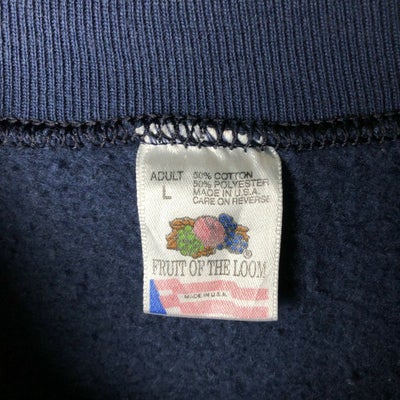 ADULT
L
50% COTTON
50% POLYESTER
MADE IN U.S.A.
CARE ON REVERSE
®
FRUIT OF THE LOOM
MADE IN U.S.A.